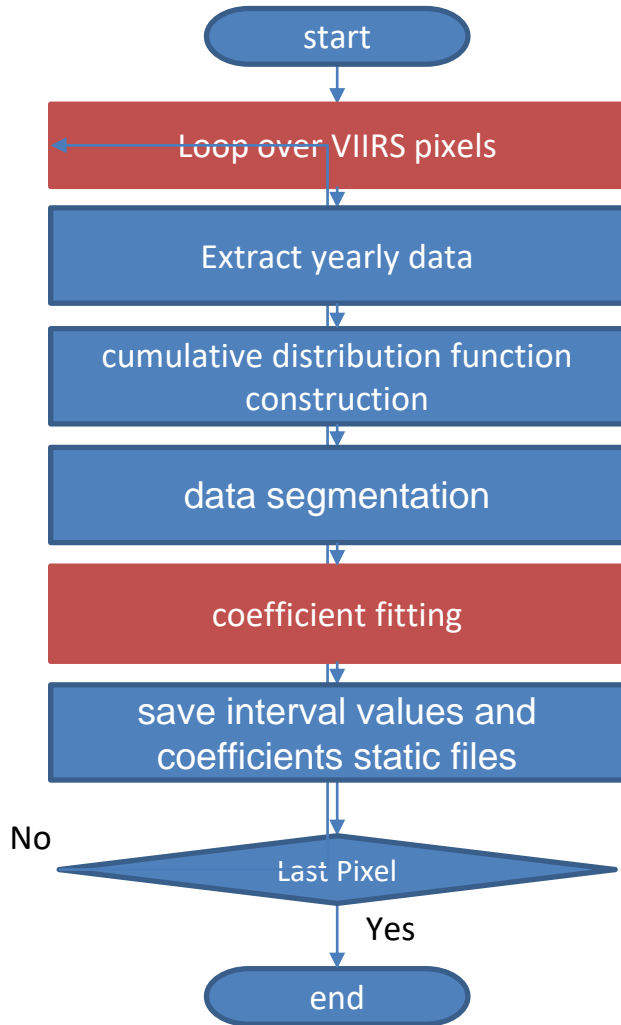 start
Loop over VIIRS pixels
Extract yearly data
cumulative distribution function
construction
data segmentation
coefficient fitting
save interval values and
coefficients static files
No
Last Pixel
Yes
end